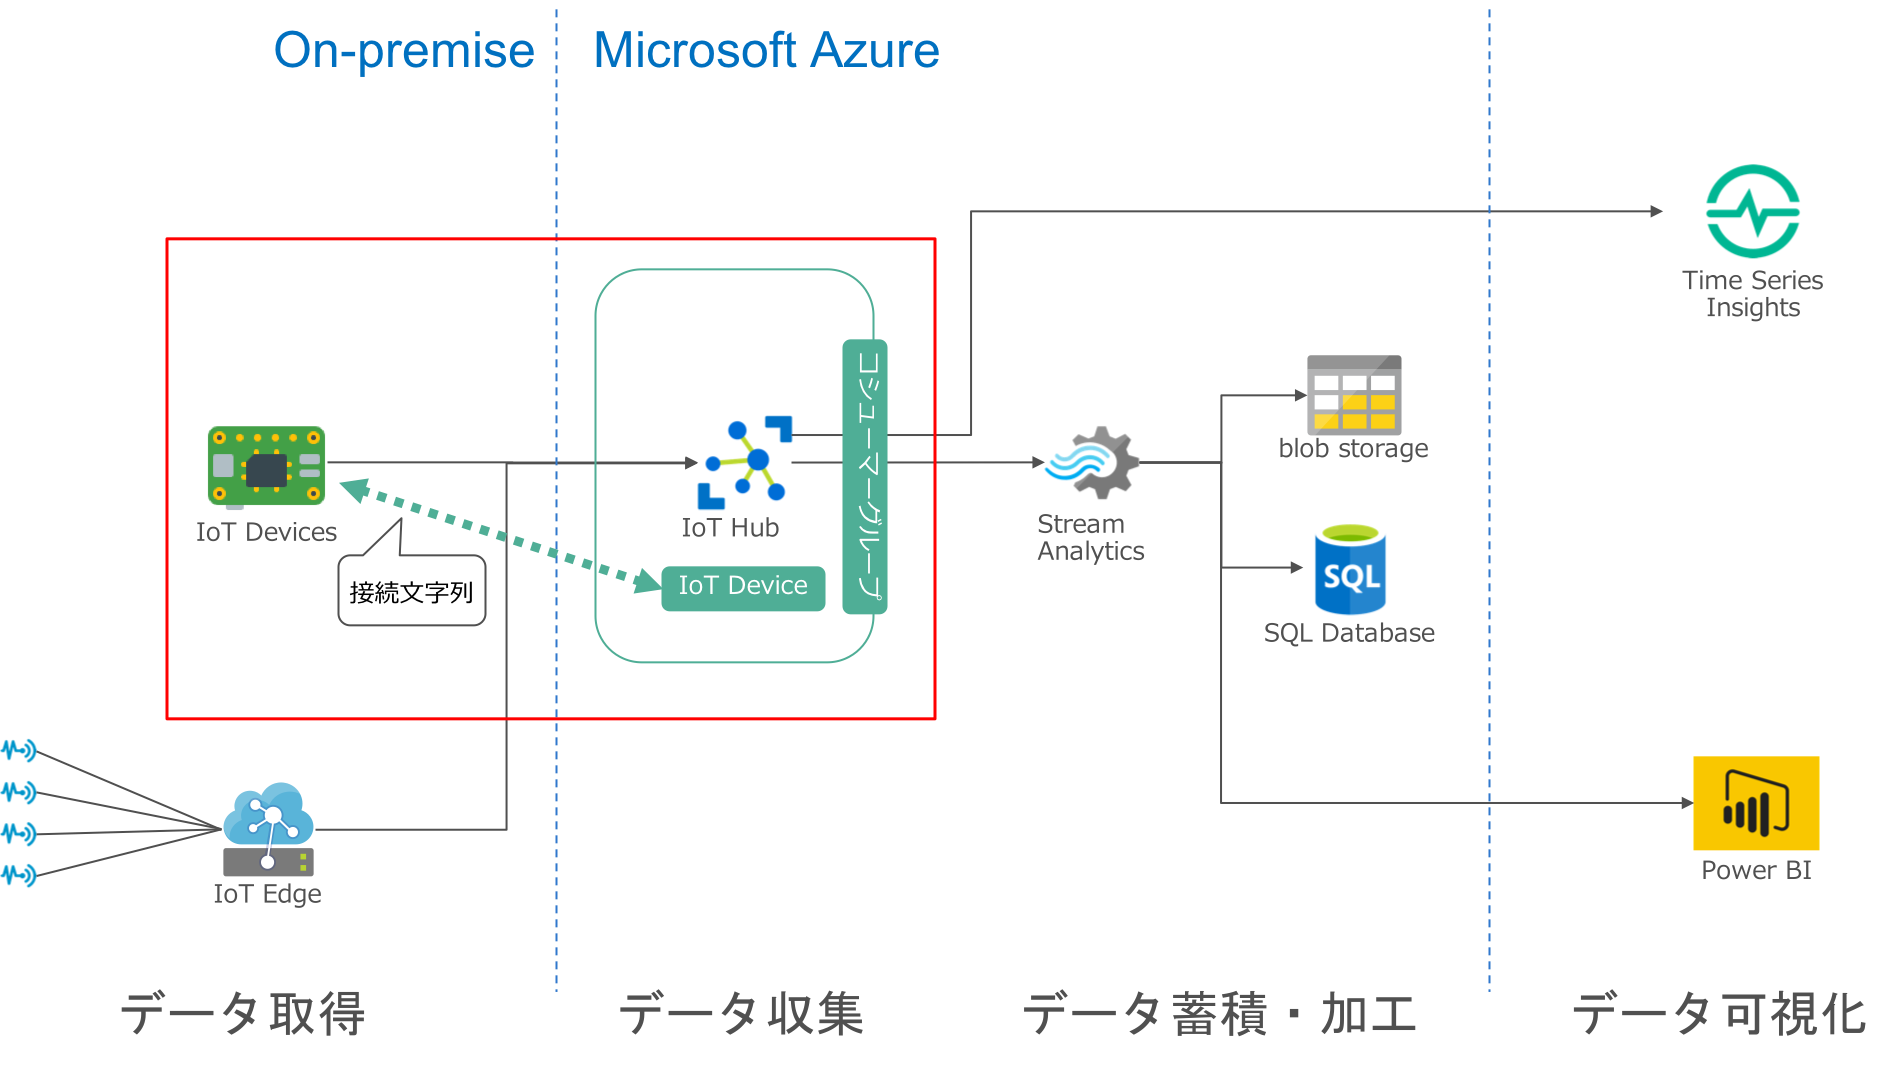 On-premise
Microsoft Azure
Time Series
Insights
コシューマーグループ
blob storage
IoT Devices
IoT Hub
Stream
Analytics
接続文字列
IoT Device
SQL
SQL Database
IoT Edge
Power BI
データ取得
データ収集
データ蓄積・加工
データ可視化